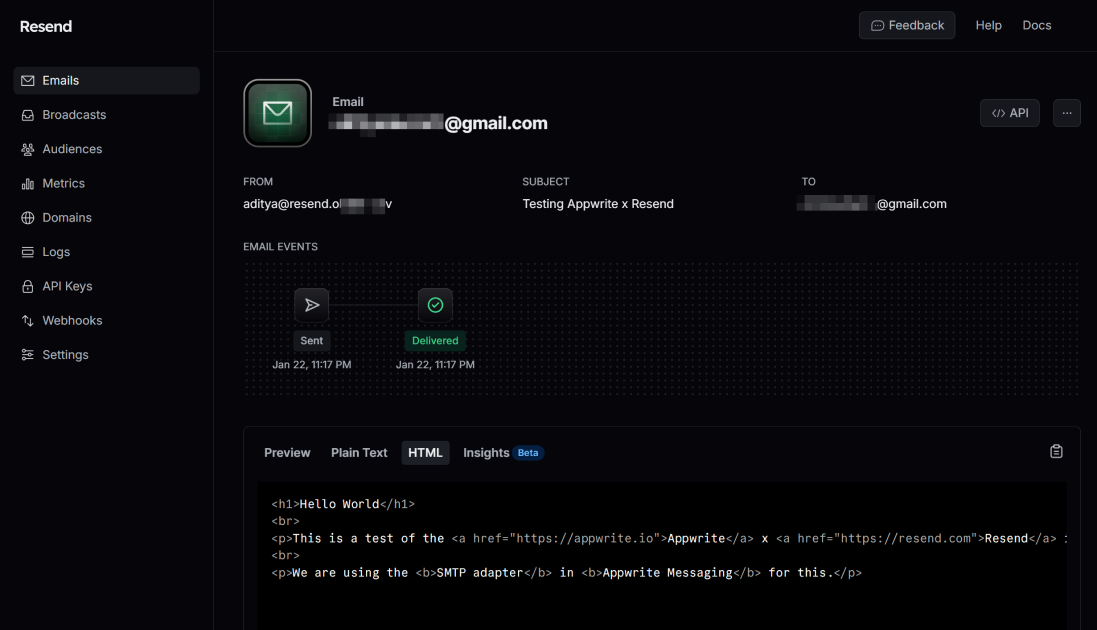 Resend
Feedback
Help
Docs
Emails
Broadcasts
Audiences
Metrics
Domains
Logs
API Keys
Webhooks
Settings
Email
@gmail.com
</> API
...
FROM
SUBJECT
TO
aditya@resend.o
v
Testing Appwrite x Resend
@gmail.com
EMAIL EVENTS
Sent
Delivered
Jan 22, 11:17 PM
Jan 22, 11:17 PM
Preview
Plain Text
HTML
Insights
Beta
<h1>Hello World</h1>
<br>
<p>This is a test of the <a href="https://appwrite.io">Appwrite</a> x <a href="https://resend.com">Resend</a>
<br>
<p>We are using the <b>SMTP adapter</b> in <b>Appwrite Messaging</b> for this.</p>